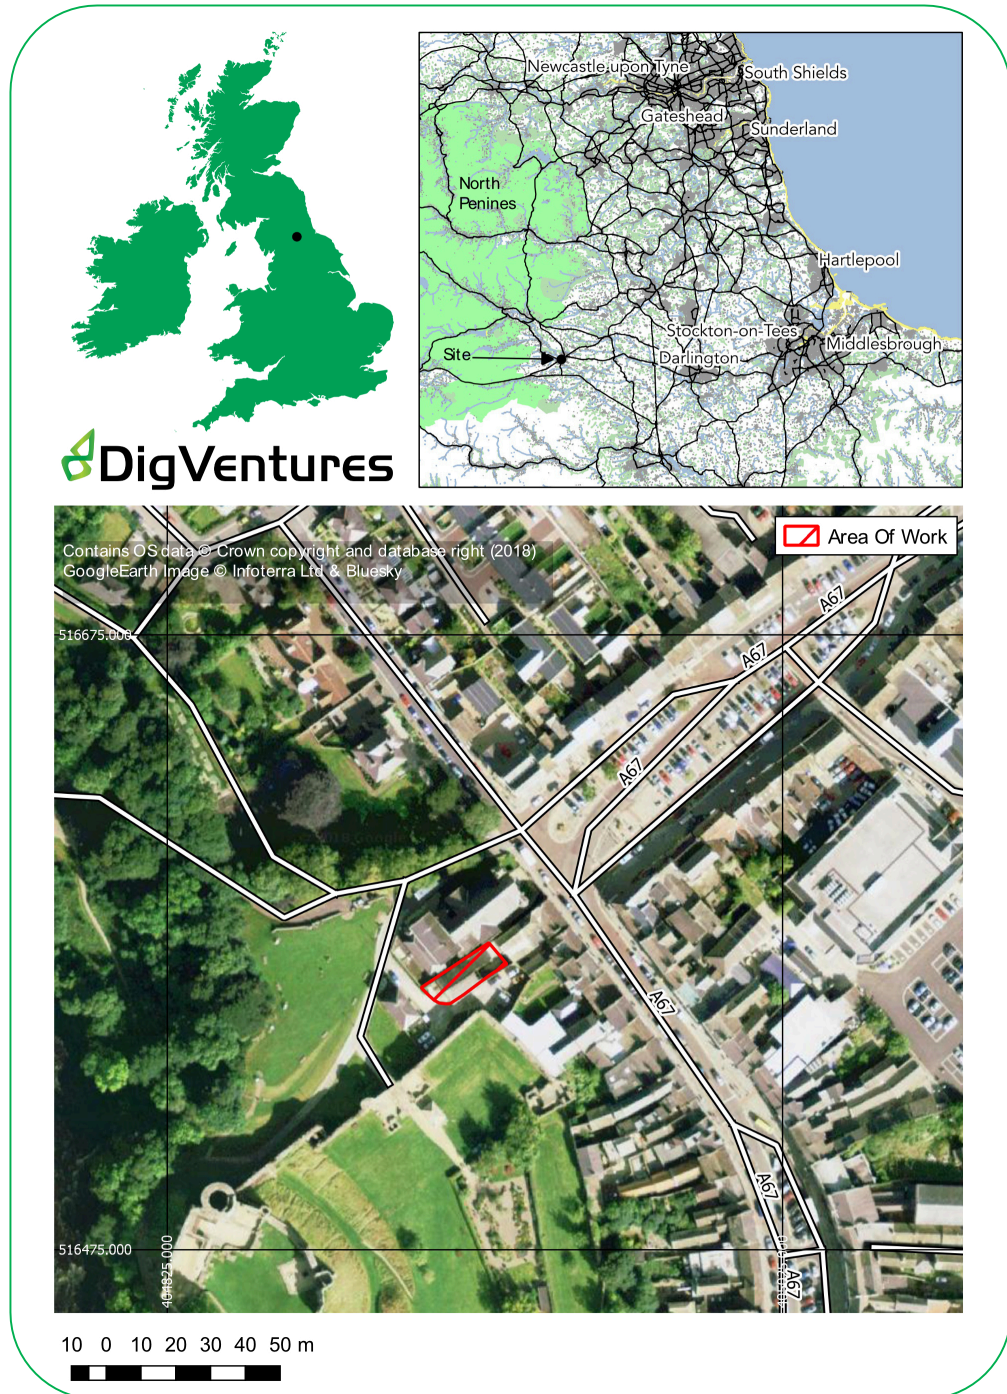 Newcastle upon Tyne
South Shields
Gateshead
Sunderland
North
Penines
Hartlepool
Stockton-on-Tees
Middlesbrough
Site
Darlington
DigVentures
Contains OS data © Crown copyright and database right (2018)
GoogleEarth Image © Infoterra Ltd & Bluesky
Area Of Work
516675.000
A67
A67
A67
A67
A67
A67
516475.000
404825.000
10 0 10 20 30 40 50 m